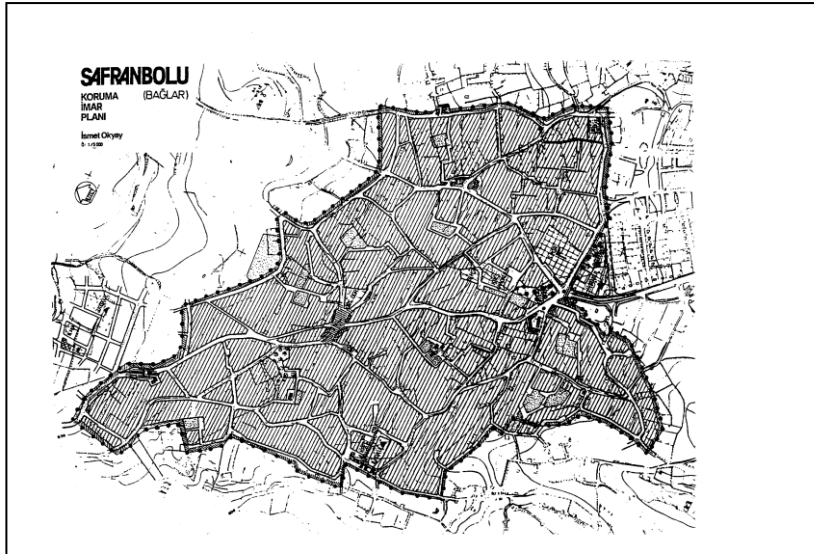 SAFRANBOLU
KORUMA (BAĞLAR)
İMAR
PLANI
İsmet Okyay